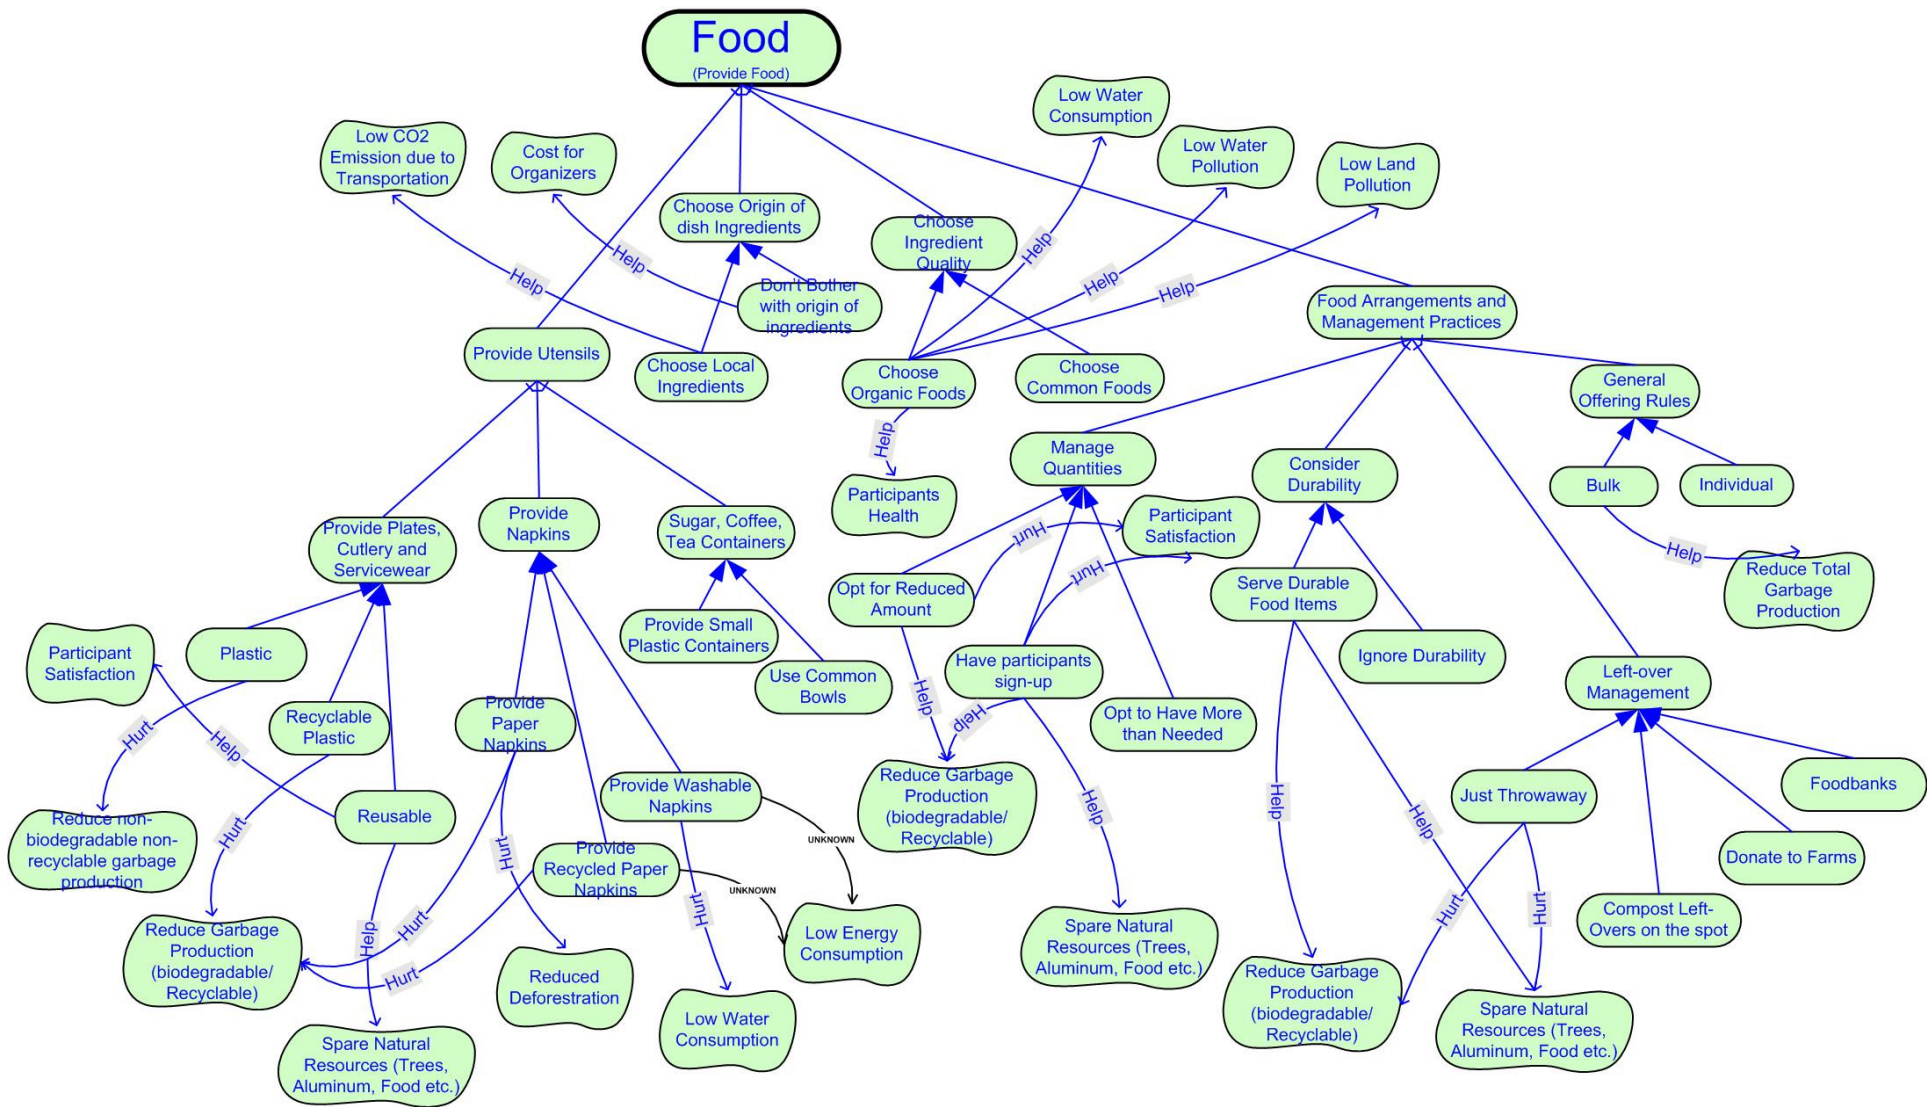 Food
(Provide Food)
Low Water
Consumption
Low CO2
Emission due to
Transportation
Cost for
Organizers
Low Water
Pollution
Low Land
Pollution
Choose Origin of
dish Ingredients
Choose
Ingredient
Quality
Help
Help
Help
Help
Help
Don't Bother
with origin of
ingredients
Food Arrangements and
Management Practices
Provide Utensils
Choose Local
Ingredients
Choose
Organic Foods
Choose
Common Foods
General
Offering Rules
Help
Manage
Quantities
Consider
Durability
Bulk
Individual
Participants
Health
Provide Plates,
Cutlery and
Servicewear
Provide
Napkins
Sugar, Coffee,
Tea Containers
Hurt
Participant
Satisfaction
Hurt
Help
Opt for Reduced
Amount
Serve Durable
Food Items
Reduce Total
Garbage
Production
Participant
Satisfaction
Plastic
Provide Small
Plastic Containers
Use Common
Bowls
Have participants
sign-up
Ignore Durability
Left-over
Management
Hurt
Help
Recyclable
Plastic
Provide
Paper
Napkins
Help
Help
Opt to Have More
than Needed
Reduce non-
biodegradable non-
recyclable garbage
production
Hurt
Reusable
Provide Washable
Napkins
Reduce Garbage
Production
(biodegradable/
Recyclable)
Help
Help
Help
Just Throwaway
Foodbanks
Hurt
Provide
Recycled Paper
Napkins
UNKNOWN
UNKNOWN
Donate to Farms
Reduce Garbage
Production
(biodegradable/
Recyclable)
Help
Hurt
Hurt
Hurt
Low Energy
Consumption
Spare Natural
Resources (Trees,
Aluminum, Food etc.)
Hurt
Hurt
Compost Left-
Overs on the spot
Reduced
Deforestration
Low Water
Consumption
Reduce Garbage
Production
(biodegradable/
Recyclable)
Spare Natural
Resources (Trees,
Aluminum, Food etc.)
Spare Natural
Resources (Trees,
Aluminum, Food etc.)